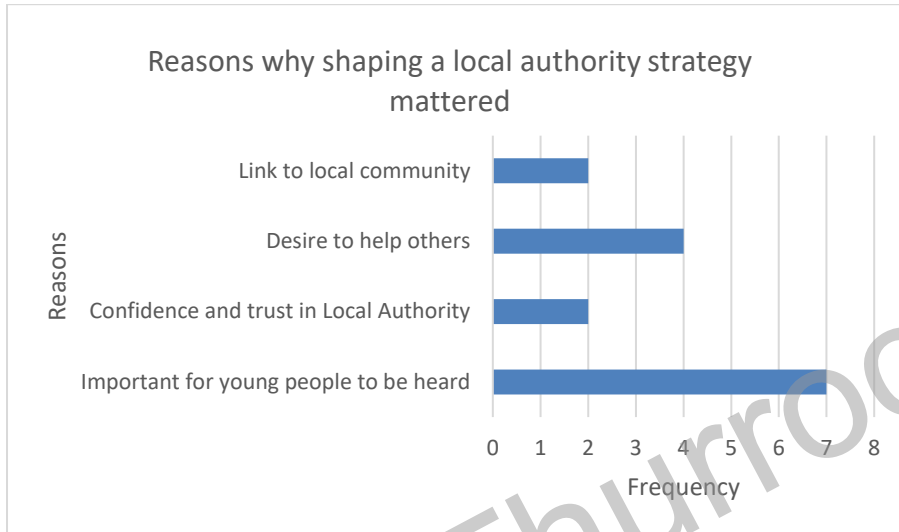 Reasons why shaping a local authority strategy
mattered
Reasons
Link to local community
Desire to help others
Confidence and trust in Local Authority
Important for young people to be heard
0 1 2 3 4 5 6 7 8
Frequency